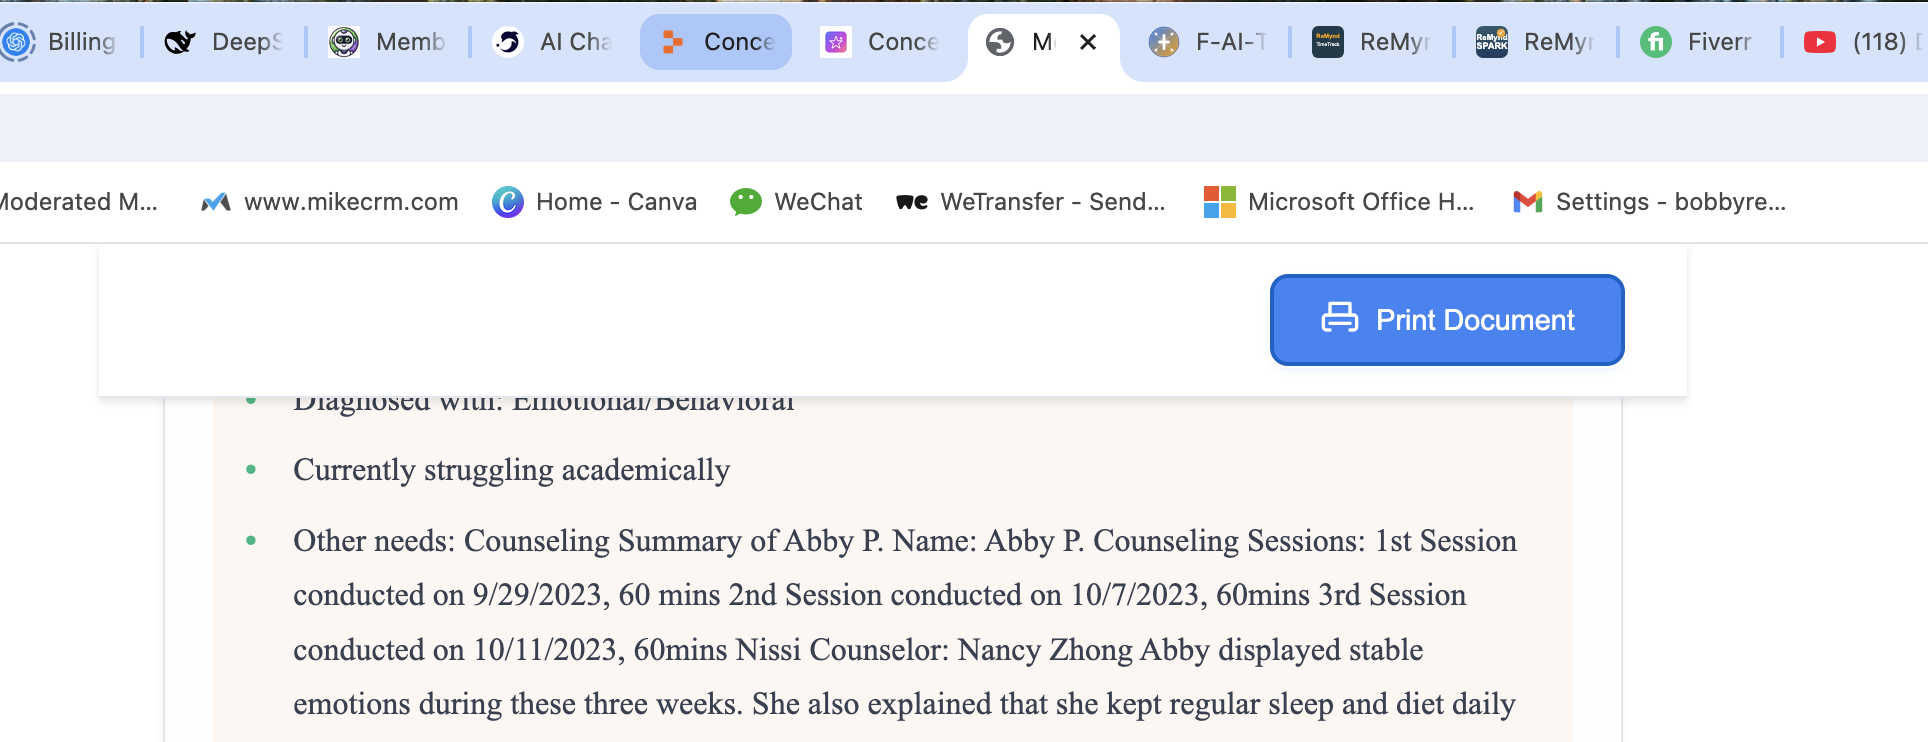 Billing
DeepS
Memb
AI Cha
Conce
Conce
M
F-AI-T
ReMyn
ReMyn
Fiverr
(118)
Moderated M...
www.mikecrm.com
Home - Canva
WeChat
WeTransfer - Send...
Microsoft Office H...
Settings - bobbyre...
Print Document
Diagnosed with: Emotional/Behavioral
Currently struggling academically
Other needs: Counseling Summary of Abby P. Name: Abby P. Counseling Sessions: 1st Session
conducted on 9/29/2023, 60 mins 2nd Session conducted on 10/7/2023, 60mins 3rd Session
conducted on 10/11/2023, 60mins Nissi Counselor: Nancy Zhong Abby displayed stable
emotions during these three weeks. She also explained that she kept regular sleep and diet daily